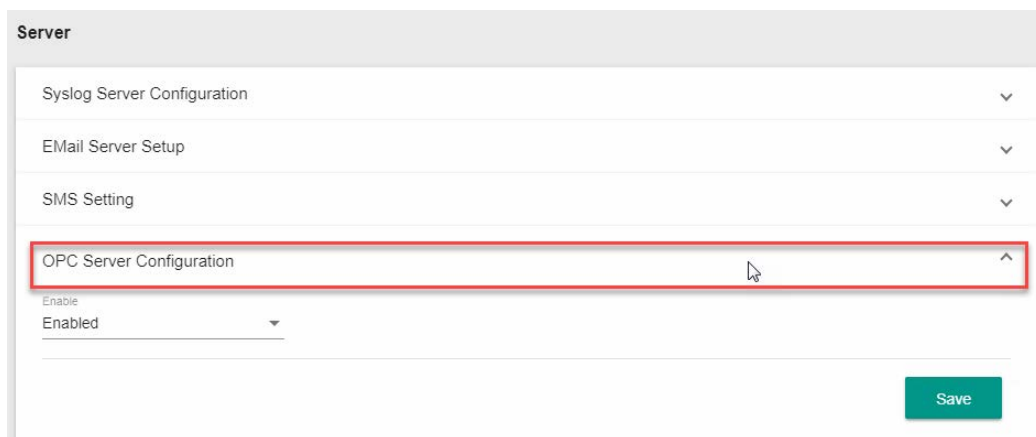 Server
Syslog Server Configuration
EMail Server Setup
SMS Setting
OPC Server Configuration
Enable
Enabled
Save